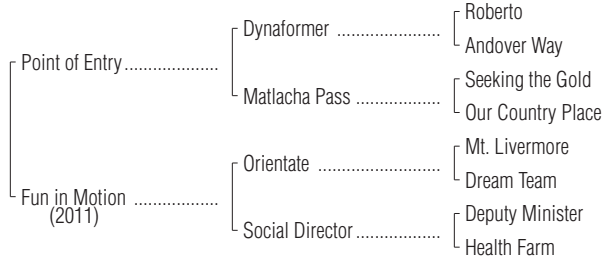 Roberto
Dynaformer ..................
Andover Way
Point of Entry ....................
Seeking the Gold
Matlacha Pass ..................
Our Country Place
Mt. Livermore
Orientate .......................
Dream Team
Fun in Motion ..................
(2011)
Deputy Minister
Social Director ..................
Health Farm